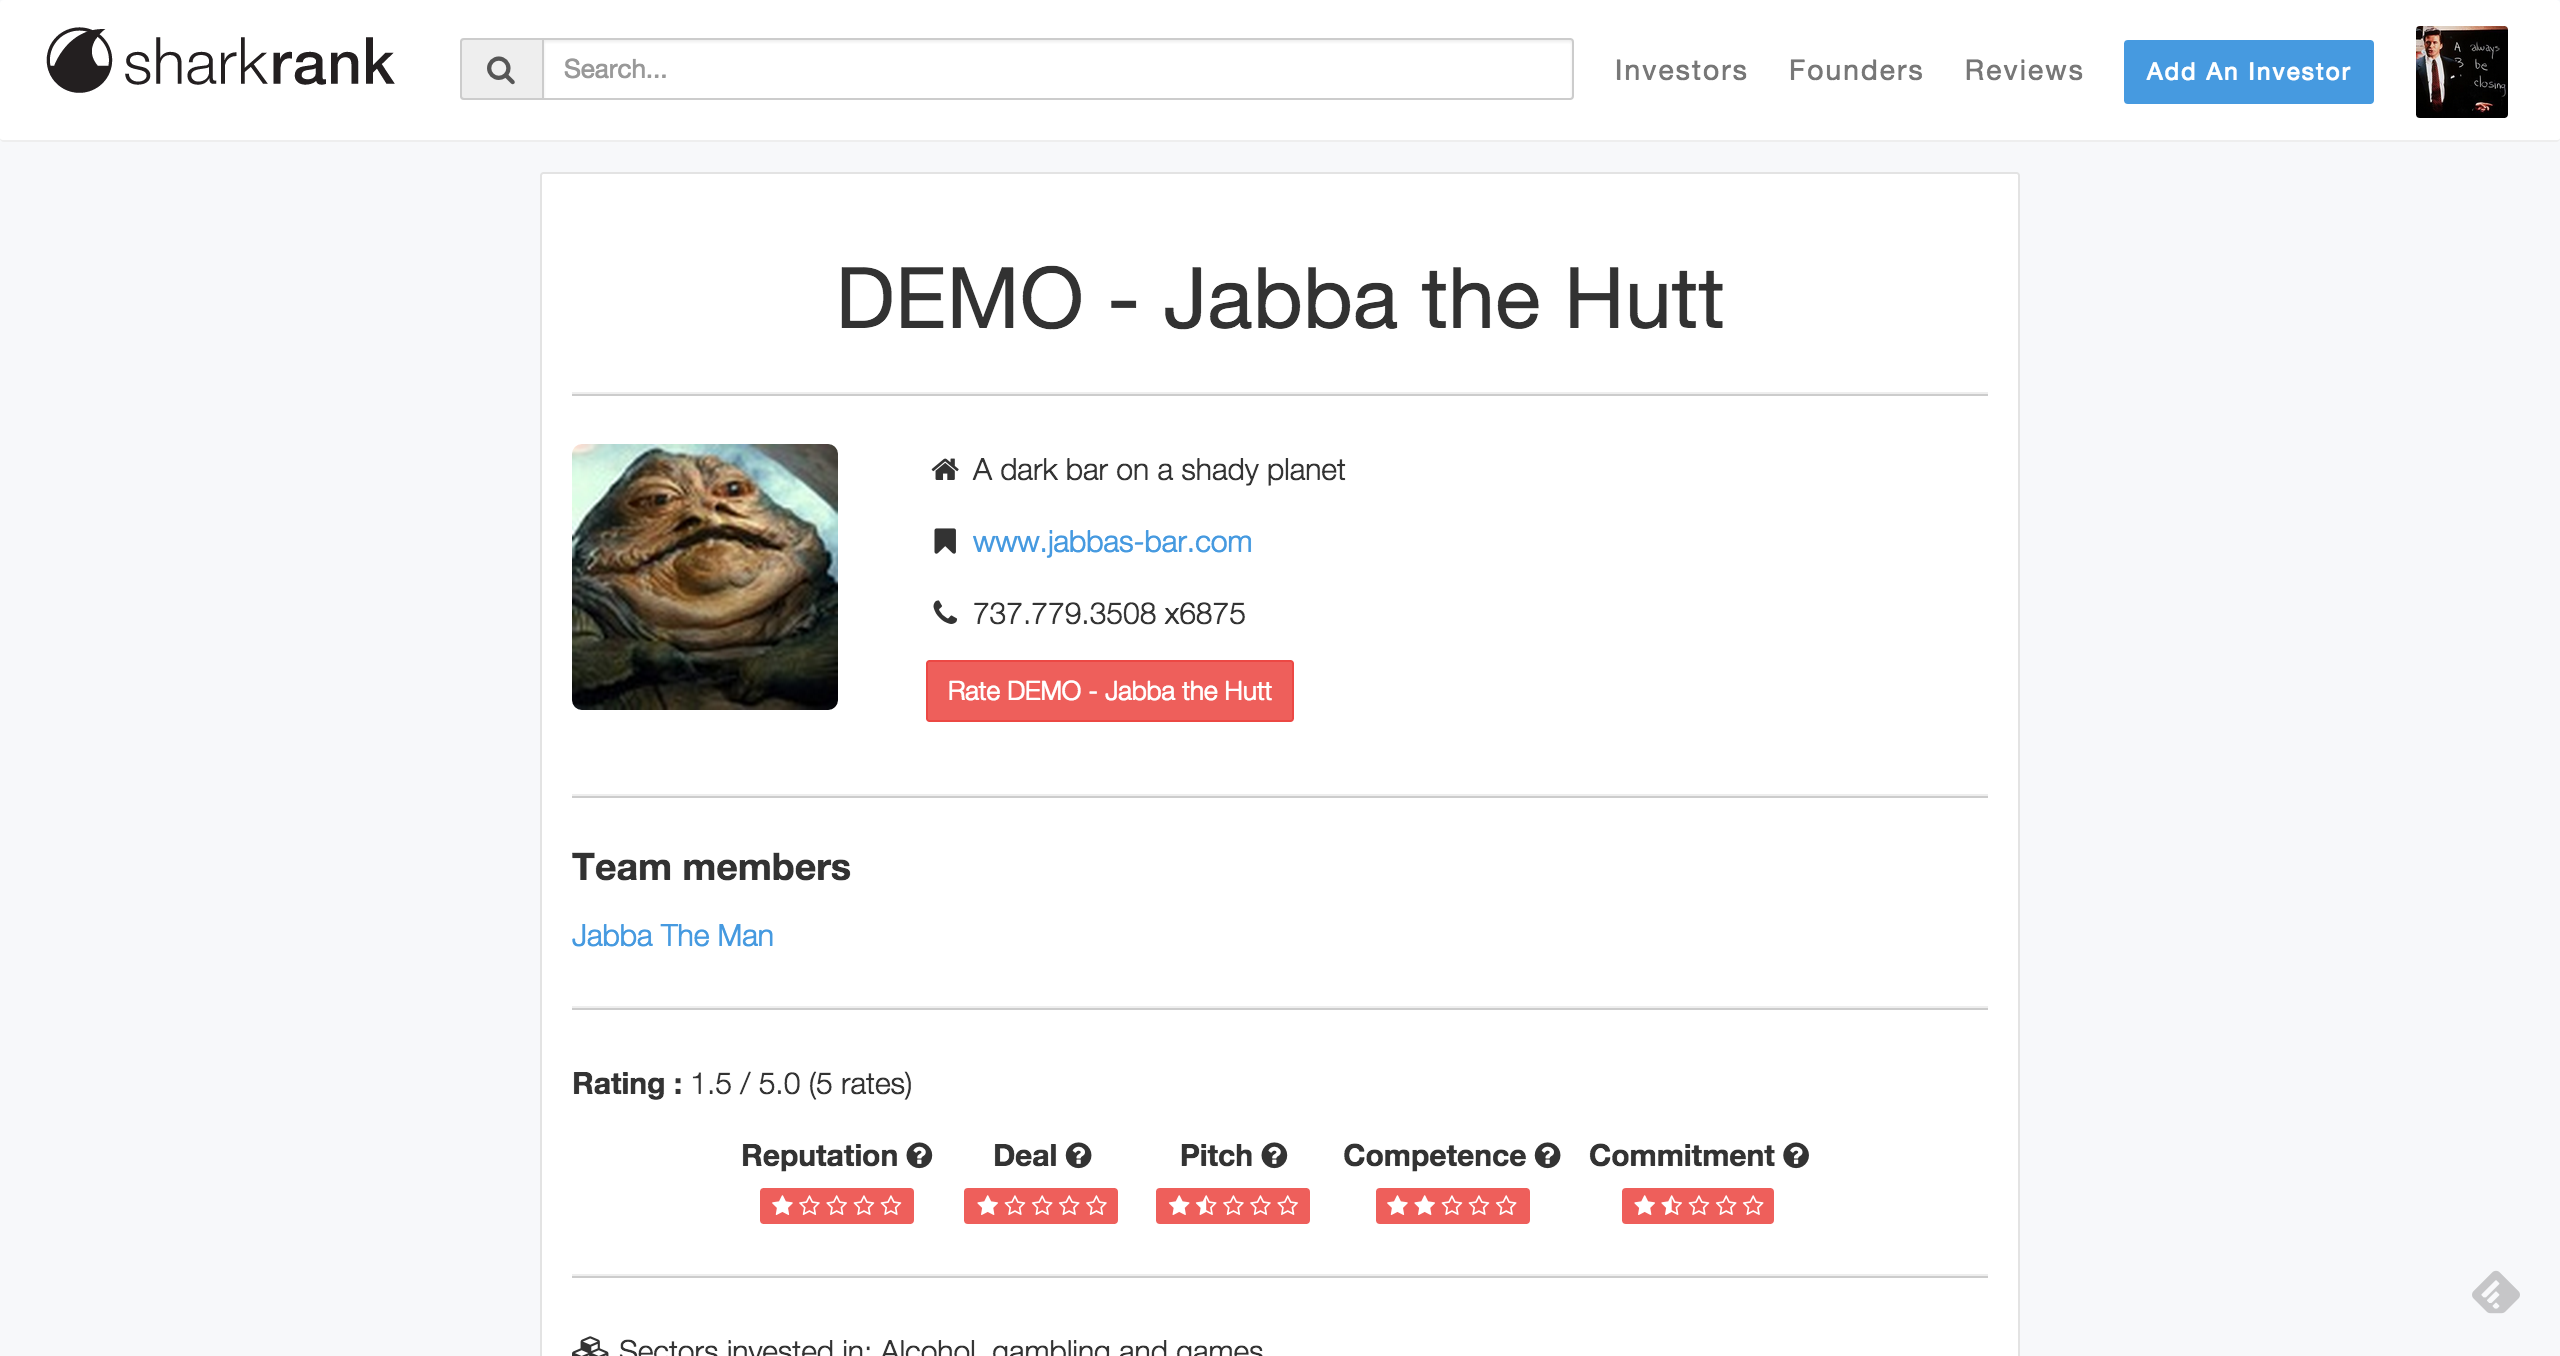 sharkrank
Search...
Investors
Founders
Reviews
Add An Investor
A always
B be
closing
DEMO - Jabba the Hutt
A dark bar on a shady planet
www.jabbas-bar.com
737.779.3508 x6875
Rate DEMO - Jabba the Hutt
Team members
Jabba The Man
Rating : 1.5 / 5.0 (5 rates)
Reputation
Deal
Pitch
Competence
Commitment
Sectors invested in: Alcohol, gambling and games